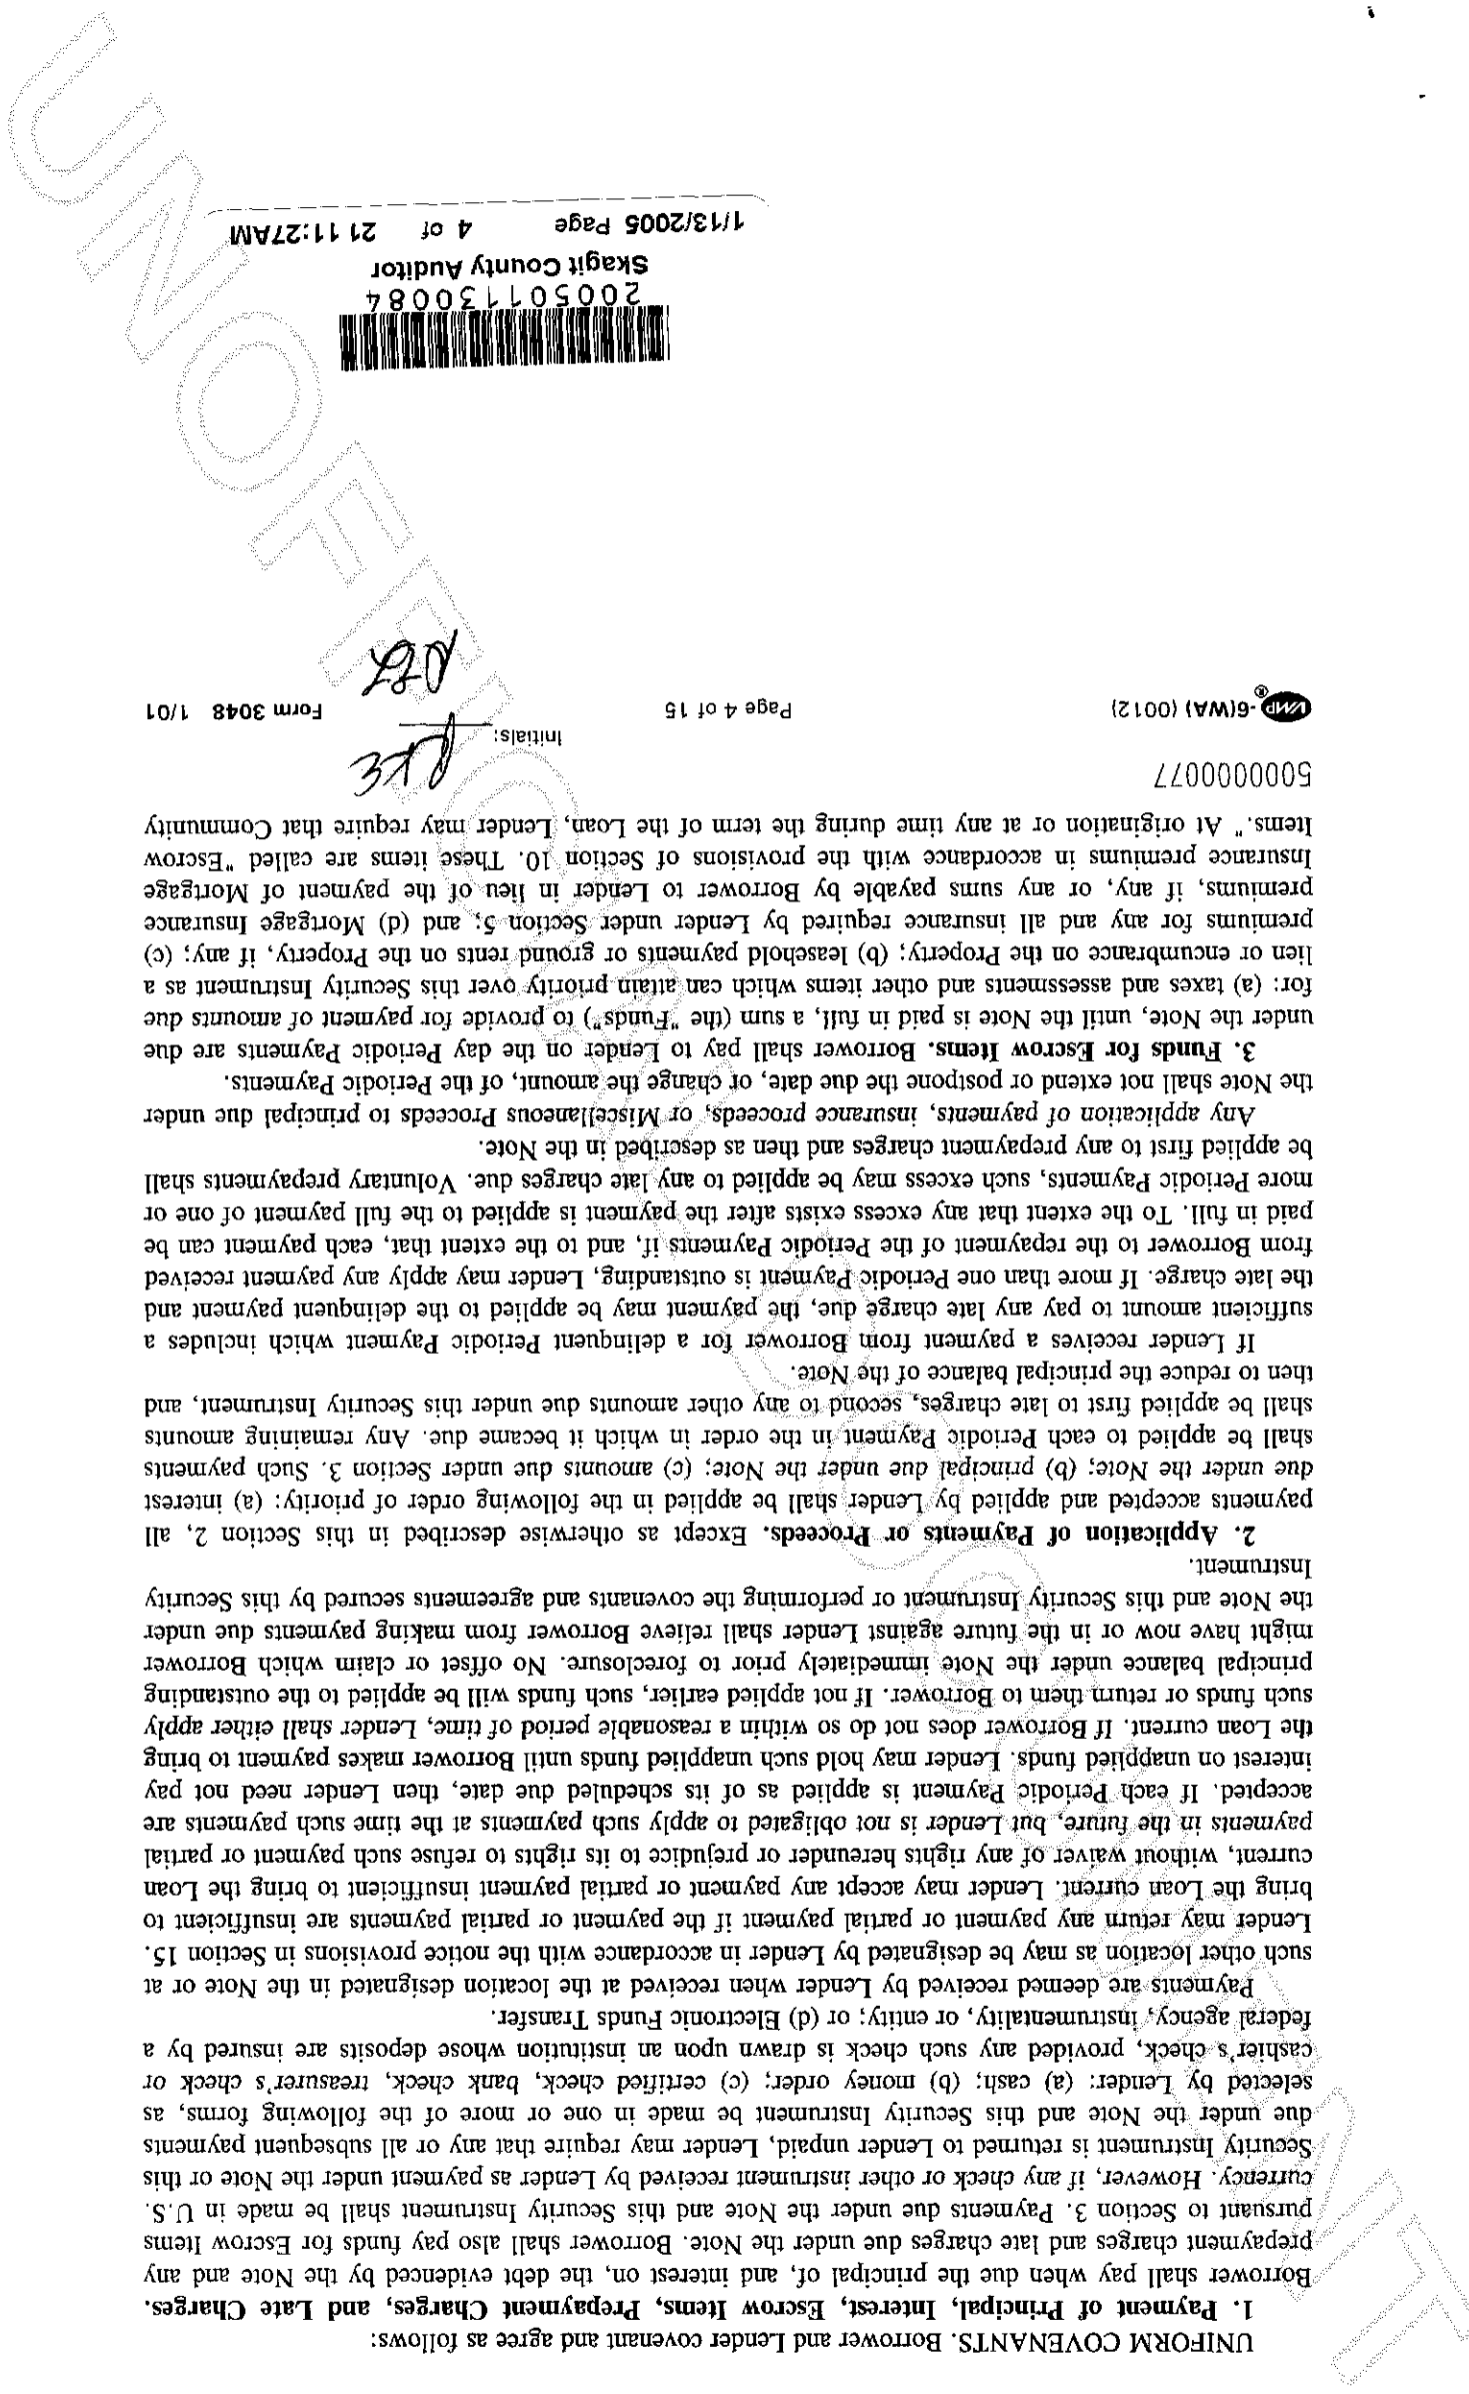 UNIFORM COVENANTS. Borrower and Lender covenant and agree as follows:
1. Payment of Principal, Interest, Escrow Items, Prepayment Charges, and Late Charges.
Borrower shall pay when due the principal of, and interest on, the debt evidenced by the Note and any
prepayment charges and late charges due under the Note. Borrower shall also pay funds for Escrow Items
pursuant to Section 3. Payments due under the Note and this Security Instrument shall be made in U.S.
currency. However, if any check or other instrument received by Lender as payment under the Note or this
Security Instrument is returned to Lender unpaid, Lender may require that any or all subsequent payments
due under the Note and this Security Instrument be made in one or more of the following forms, as
selected by Lender: (a) cash; (b) money order; (c) certified check, bank check, treasurer's check or
cashier's check, provided any such check is drawn upon an institution whose deposits are insured by a
federal agency, instrumentality, or entity; or (d) Electronic Funds Transfer.
Payments are deemed received by Lender when received at the location designated in the Note or at
such other location as may be designated by Lender in accordance with the notice provisions in Section 15.
Lender may return any payment or partial payment if the payment or partial payments are insufficient to
bring the Loan current. Lender may accept any payment or partial payment insufficient to bring the Loan
current, without waiver of any rights hereunder or prejudice to its rights to refuse such payment or partial
payments in the future, but Lender is not obligated to apply such payments at the time such payments are
accepted. If each Periodic Payment is applied as of its scheduled due date, then Lender need not pay
interest on unapplied funds. Lender may hold such unapplied funds until Borrower makes payment to bring
the Loan current. If Borrower does not do so within a reasonable period of time, Lender shall either apply
such funds or return them to Borrower. If not applied earlier, such funds will be applied to the outstanding
principal balance under the Note immediately prior to foreclosure. No offset or claim which Borrower
might have now or in the future against Lender shall relieve Borrower from making payments due under
the Note and this Security Instrument or performing the covenants and agreements secured by this Security
Instrument.
2. Application of Payments or Proceeds. Except as otherwise described in this Section 2, all
payments accepted and applied by Lender shall be applied in the following order of priority: (a) interest
due under the Note; (b) principal due under the Note; (c) amounts due under Section 3. Such payments
shall be applied to each Periodic Payment in the order in which it became due. Any remaining amounts
shall be applied first to late charges, second to any other amounts due under this Security Instrument, and
then to reduce the principal balance of the Note.
If Lender receives a payment from Borrower for a delinquent Periodic Payment which includes a
sufficient amount to pay any late charge due, the payment may be applied to the delinquent payment and
the late charge. If more than one Periodic Payment is outstanding, Lender may apply any payment received
from Borrower to the repayment of the Periodic Payments if, and to the extent that, each payment can be
paid in full. To the extent that any excess exists after the payment is applied to the full payment of one or
more Periodic Payments, such excess may be applied to any late charges due. Voluntary prepayments shall
be applied first to any prepayment charges and then as described in the Note.
Any application of payments, insurance proceeds, or Miscellaneous Proceeds to principal due under
the Note shall not extend or postpone the due date, or change the amount, of the Periodic Payments.
3. Funds for Escrow Items. Borrower shall pay to Lender on the day Periodic Payments are due
under the Note, until the Note is paid in full, a sum (the "Funds") to provide for payment of amounts due
for: (a) taxes and assessments and other items which can attain priority over this Security Instrument as a
lien or encumbrance on the Property; (b) leasehold payments or ground rents on the Property, if any; (c)
premiums for any and all insurance required by Lender under Section 5; and (d) Mortgage Insurance
premiums, if any, or any sums payable by Borrower to Lender in lieu of the payment of Mortgage
Insurance premiums in accordance with the provisions of Section 10. These items are called "Escrow
Items." At origination or at any time during the term of the Loan, Lender may require that Community
5000000077
Initials:
VMP®-6(WA) (0012) Page 4 of 15 Form 3048 1/01
200501130084
Skagit County Auditor
1/13/2005 Page 4 of 21 11:27AM
UNOFFICIAL DOCUMENT